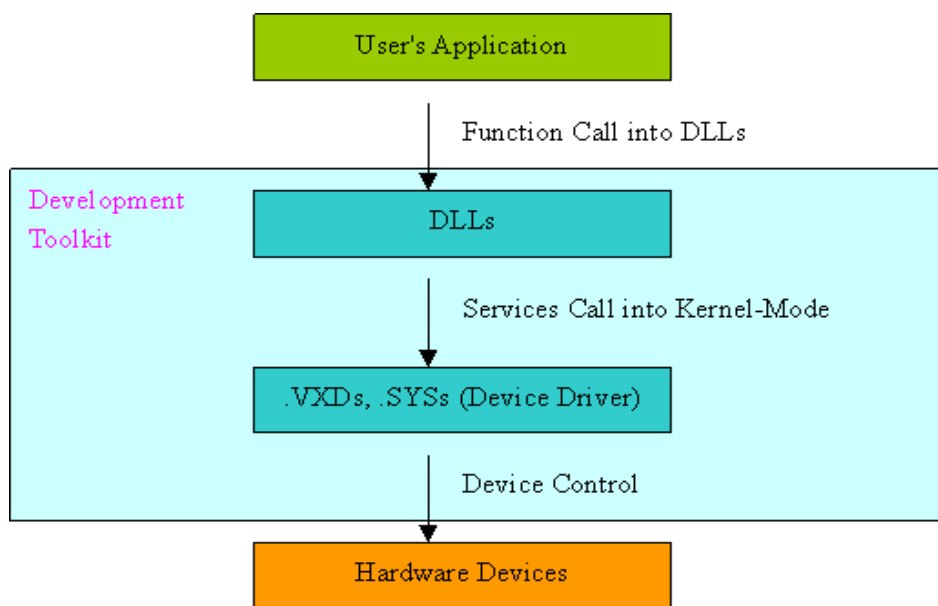 User's Application
Function Call into DLLs
Development
Toolkit
DLLs
Services Call into Kernel-Mode
.VXDs, .SYSs (Device Driver)
Device Control
Hardware Devices